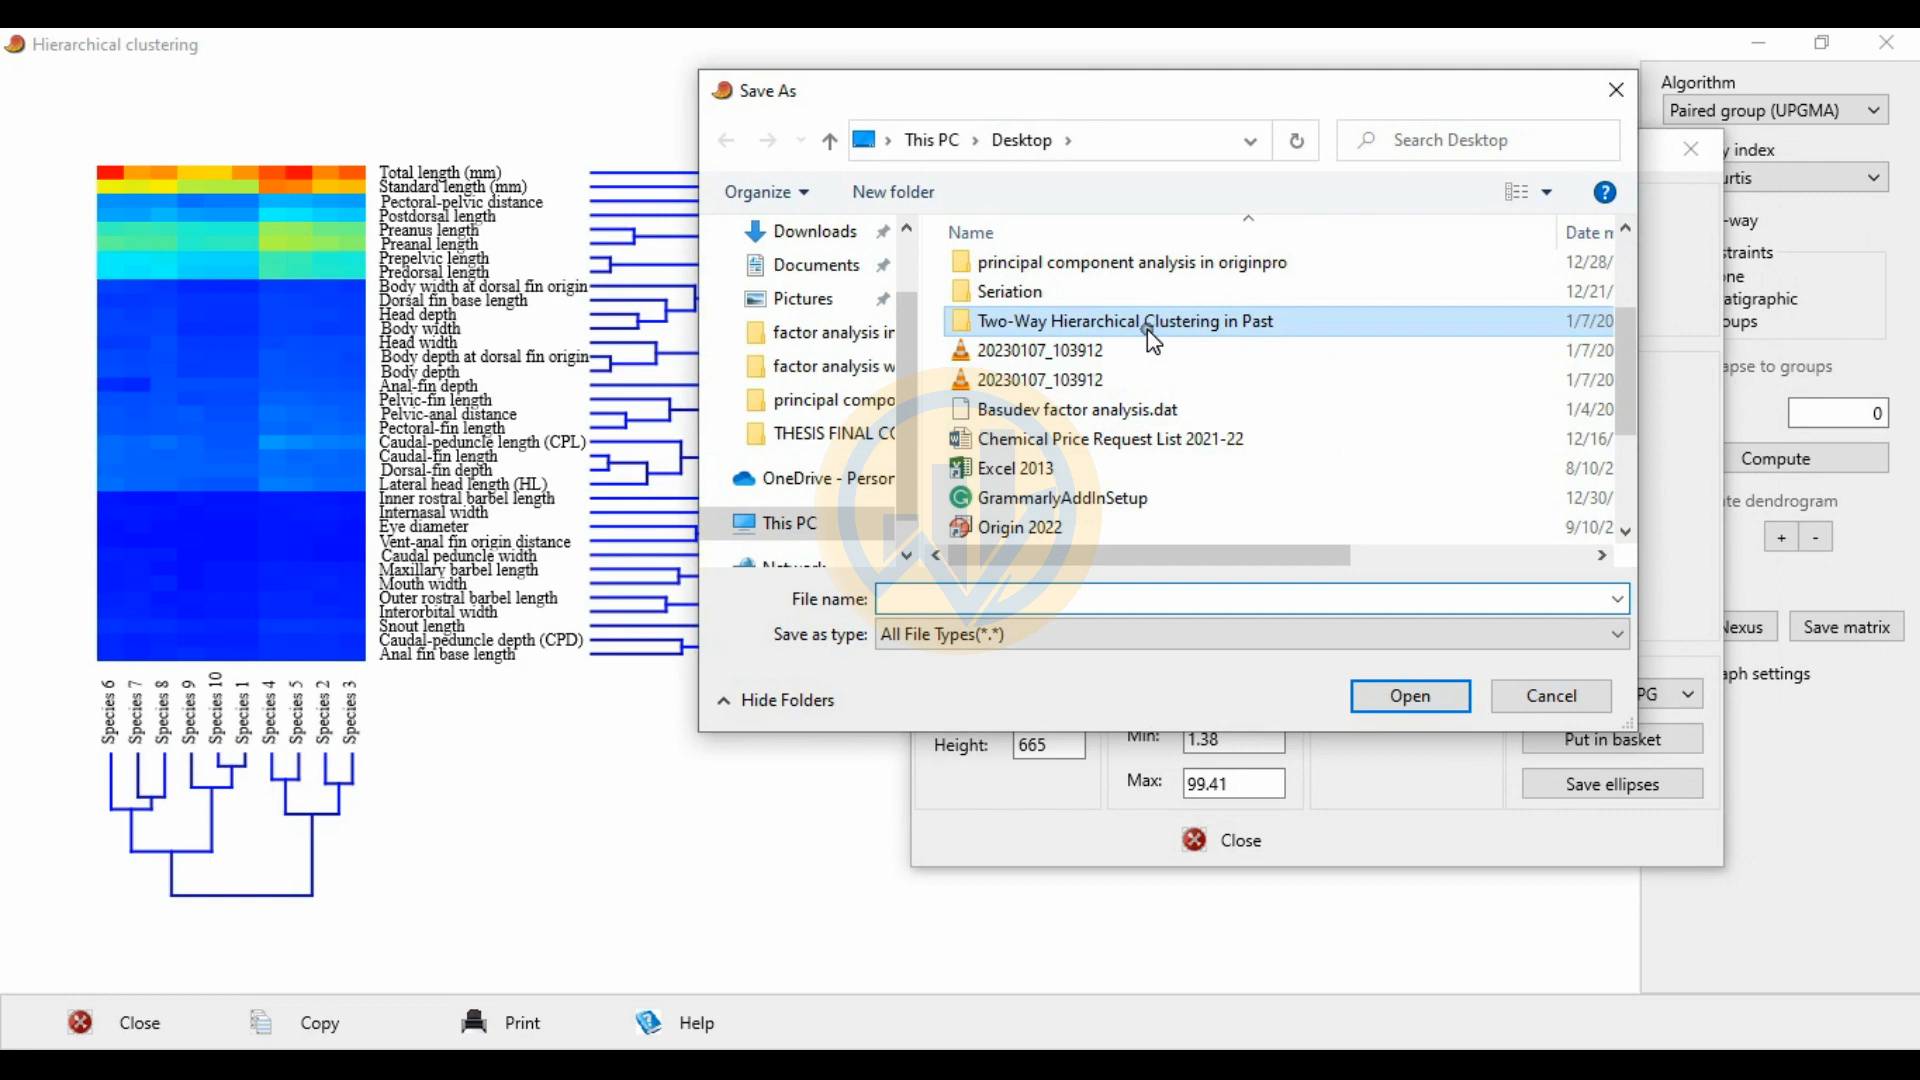 Hierarchical clustering
Total length (mm)
Standard length (mm)
Pectoral-pelvic distance
Postdorsal length
Preanus length
Preanal length
Prepelvic length
Predorsal length
Body width at dorsal fin origin
Dorsal fin base length
Head depth
Body width
Head width
Body depth at dorsal fin origin
Body depth
Anal-fin depth
Pelvic-fin length
Pelvic-anal distance
Pectoral-fin length
Caudal-peduncle length (CPL)
Caudal-fin length
Dorsal-fin depth
Lateral head length (HL)
Inner rostral barbel length
Internasal width
Eye diameter
Vent-anal fin origin distance
Caudal peduncle width
Maxillary barbel length
Mouth width
Outer rostral barbel length
Interorbital width
Snout length
Caudal-peduncle depth (CPD)
Anal fin base length
Species 6
Species 7
Species 8
Species 9
Species 10
Species 1
Species 4
Species 5
Species 2
Species 3
Save As
This PC > Desktop >
Search Desktop
Organize
New folder
Downloads
Documents
Pictures
factor analysis in
factor analysis w
principal compo
THESIS FINAL CO
OneDrive - Person
This PC
Name
Date n
principal component analysis in originpro
12/28/
Seriation
12/21/
Two-Way Hierarchical Clustering in Past
1/7/20
20230107_103912
1/7/20
20230107_103912
1/7/20
Basudev factor analysis.dat
1/4/20
Chemical Price Request List 2021-22
12/16/
Excel 2013
8/10/2
GrammarlyAddInSetup
12/30/
Origin 2022
9/10/2
File name:
Save as type: All File Types(*.*)
Hide Folders
Open
Cancel
Height: 665
Min: 1.38
Max: 99.41
Put in basket
Save ellipses
Close
Algorithm
Paired group (UPGMA)
y index
urtis
-way
straints
one
atigraphic
oups
apse to groups
0
Compute
te dendrogram
+ -
Nexus
Save matrix
aph settings
PG
Close
Copy
Print
Help